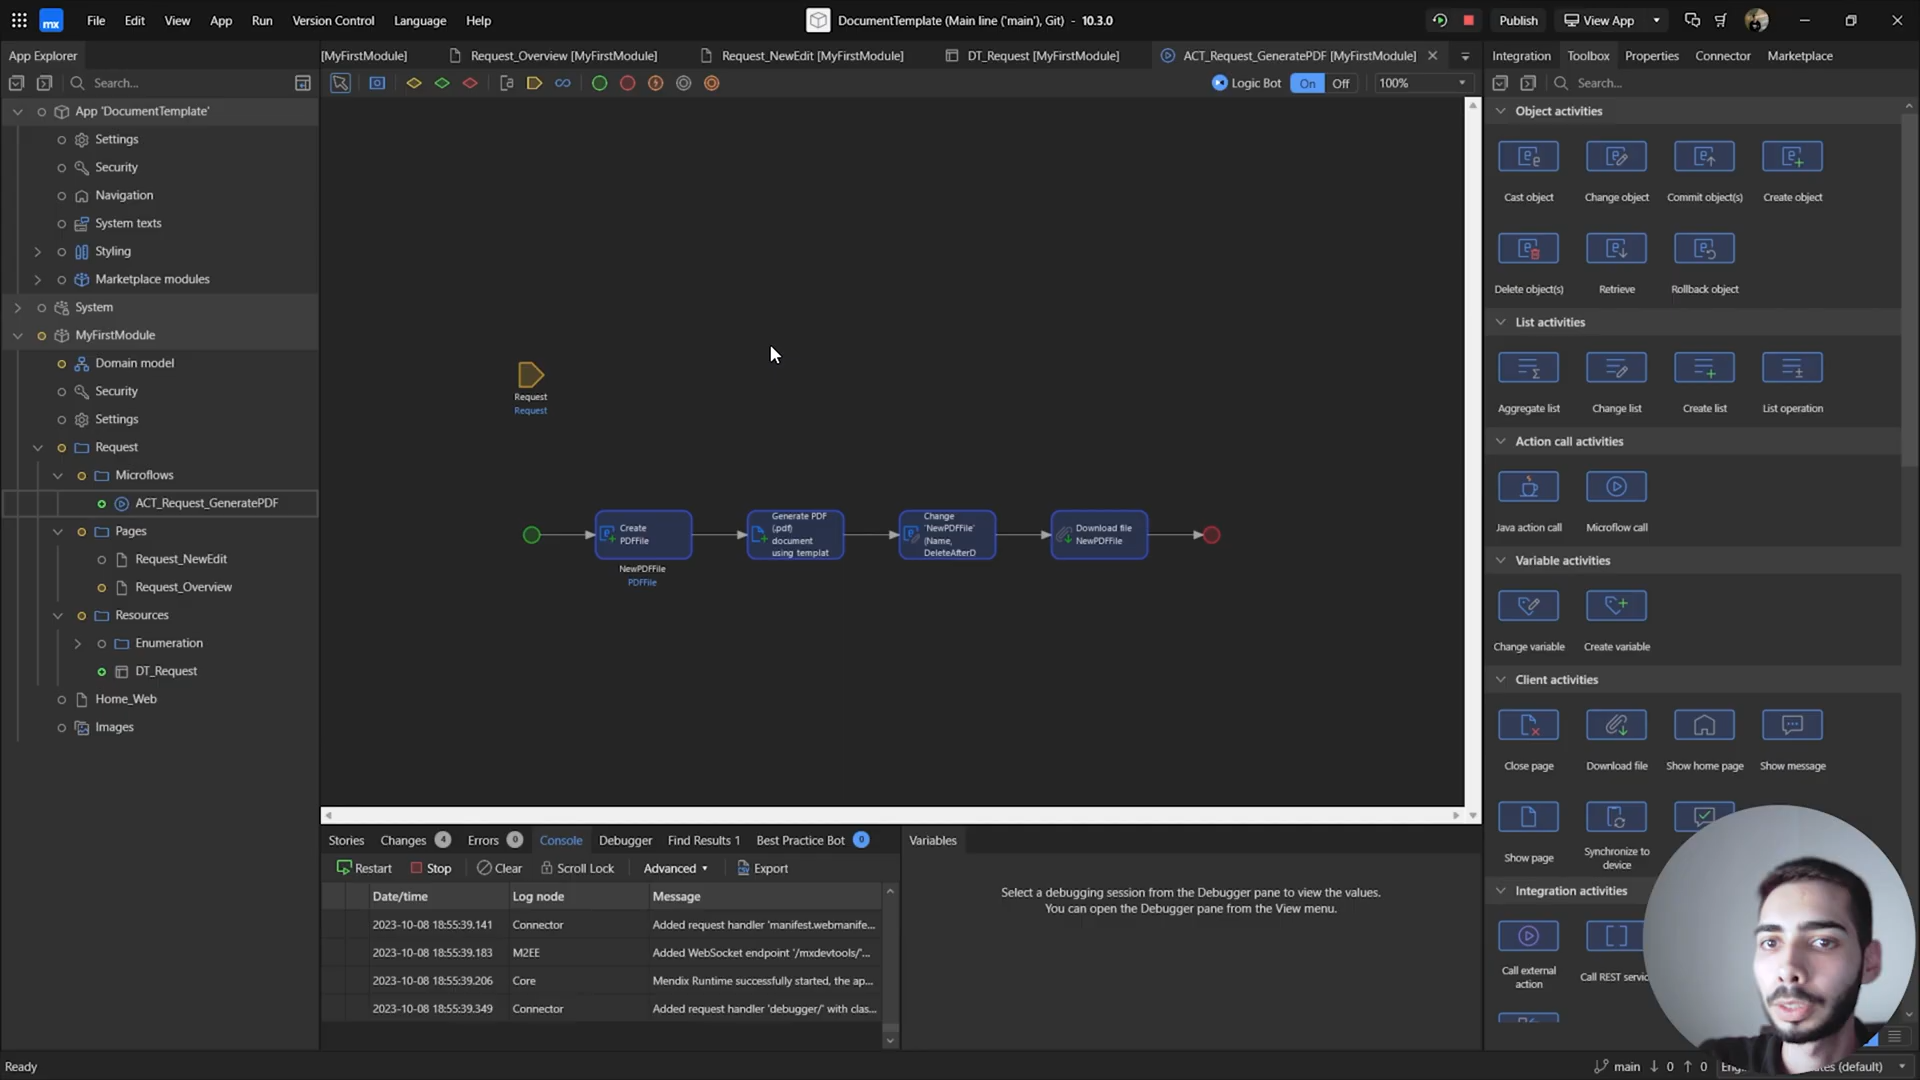 mx
File
Edit
View
App
Run
Version Control
Language
Help
DocumentTemplate (Main line ('main'), Git) - 10.3.0
Publish
View App
App Explorer
[MyFirstModule]
Request_Overview [MyFirstModule]
Request_NewEdit [MyFirstModule]
DT_Request [MyFirstModule]
ACT_Request_GeneratePDF [MyFirstModule]
Integration
Toolbox
Properties
Connector
Marketplace
Search...
Logic Bot
On
Off
100%
Search...
App 'DocumentTemplate'
Settings
Security
Navigation
System texts
Styling
Marketplace modules
System
MyFirstModule
Domain model
Security
Settings
Request
Microflows
ACT_Request_GeneratePDF
Pages
Request_NewEdit
Request_Overview
Resources
Enumeration
DT_Request
Home_Web
Images
Request
Request
Create
PDFFile
NewPDFFile
PDFFile
Generate PDF
(.pdf)
document
using templat
Change
'NewPDFFile'
(Name,
DeleteAfterD
Download file
NewPDFFile
Object activities
Cast object
Change object
Commit object(s)
Create object
Delete object(s)
Retrieve
Rollback object
List activities
Aggregate list
Change list
Create list
List operation
Action call activities
Java action call
Microflow call
Variable activities
Change variable
Create variable
Client activities
Close page
Download file
Show home page
Show message
Show page
Synchronize to
device
Integration activities
Call external
action
Call REST servic
Stories
Changes 4
Errors 0
Console
Debugger
Find Results 1
Best Practice Bot 0
Variables
Restart
Stop
Clear
Scroll Lock
Advanced
Export
Date/time
Log node
Message
2023-10-08 18:55:39.141
Connector
Added request handler 'manifest.webmanife...
2023-10-08 18:55:39.183
M2EE
Added WebSocket endpoint '/mxdevtools/'...
2023-10-08 18:55:39.206
Core
Mendix Runtime successfully started, the ap...
2023-10-08 18:55:39.349
Connector
Added request handler 'debugger/' with clas...
Select a debugging session from the Debugger pane to view the values.
You can open the Debugger pane from the View menu.
Ready
main
0
0
(default)